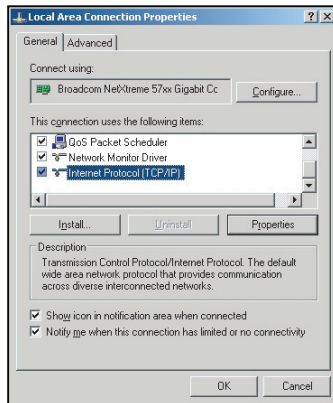 Local Area Connection Properties
General Advanced
Connect using:
Broadcom NetXtreme 57xx Gigabit Cc
Configure...
This connection uses the following items:
QoS Packet Scheduler
Network Monitor Driver
Internet Protocol (TCP/IP)
Install... Uninstall Properties
Description
Transmission Control Protocol/Internet Protocol. The default
wide area network protocol that provides communication
across diverse interconnected networks.
Show icon in notification area when connected
Notify me when this connection has limited or no connectivity
OK Cancel